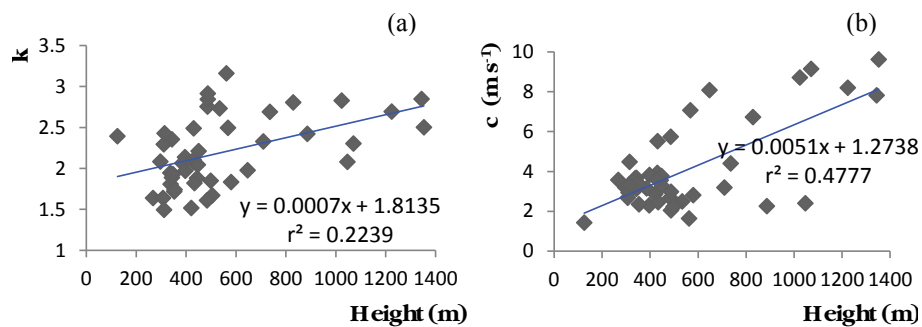 (a)
k
3.5
3
2.5
2
1.5
1
y = 0.0007x + 1.8135
r² = 0.2239
0 200 400 600 800 1000 1200 1400
Height (m)
(b)
c (m s⁻¹)
10
8
6
4
2
0
y = 0.0051x + 1.2738
r² = 0.4777
0 200 400 600 800 1000 1200 1400
Height (m)